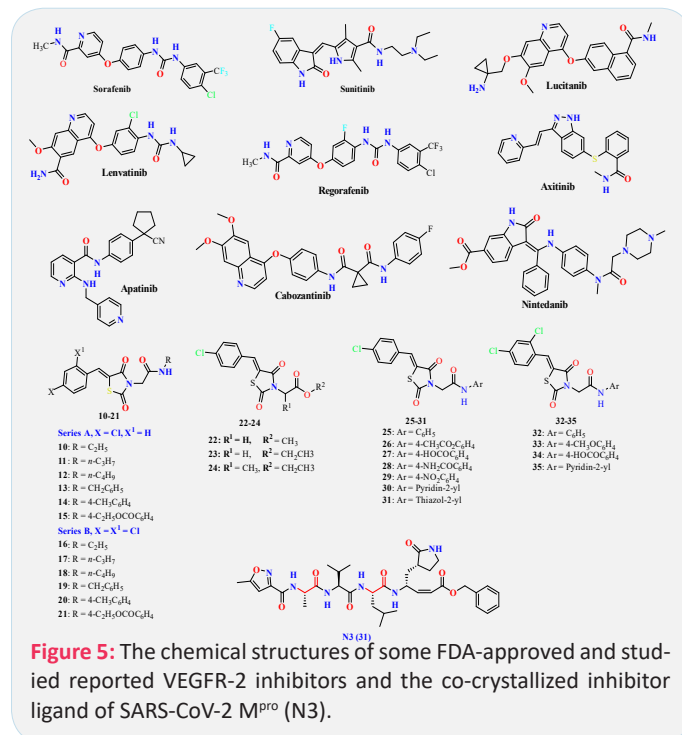 Sorafenib
Sunitinib
Lucitanib
Lenvatinib
Regorafenib
Axitinib
Apatinib
Cabozantinib
Nintedanib
10-21
Series A, X = Cl, X¹ = H
10: R = C₂H₅
11: R = n-C₃H₇
12: R = n-C₄H₉
13: R = CH₂C₆H₅
14: R = 4-CH₃C₆H₄
15: R = 4-C₂H₅OCOC₆H₄
Series B, X = X¹ = Cl
16: R = C₂H₅
17: R = n-C₃H₇
18: R = n-C₄H₉
19: R = CH₂C₆H₅
20: R = 4-CH₃C₆H₄
21: R = 4-C₂H₅OCOC₆H₄
22-24
22: R¹ = H, R² = CH₃
23: R¹ = H, R² = CH₂CH3
24: R¹ = CH₃, R² = CH₂CH3
25-31
25: Ar = C₆H₅
26: Ar = 4-CH₃CO₂C₆H₄
27: Ar = 4-HOCOC₆H₄
28: Ar = 4-NH₂COC₆H₄
29: Ar = 4-NO₂C₆H₄
30: Ar = Pyridin-2-yl
31: Ar = Thiazol-2-yl
32-35
32: Ar = C₆H₅
33: Ar = 4-CH₃OC₆H₄
34: Ar = 4-HOCOC₆H₄
35: Ar = Pyridin-2-yl
N3 (31)
Figure 5: The chemical structures of some FDA-approved and stud-
ied reported VEGFR-2 inhibitors and the co-crystallized inhibitor
ligand of SARS-CoV-2 Mᵖʳᵒ (N3).